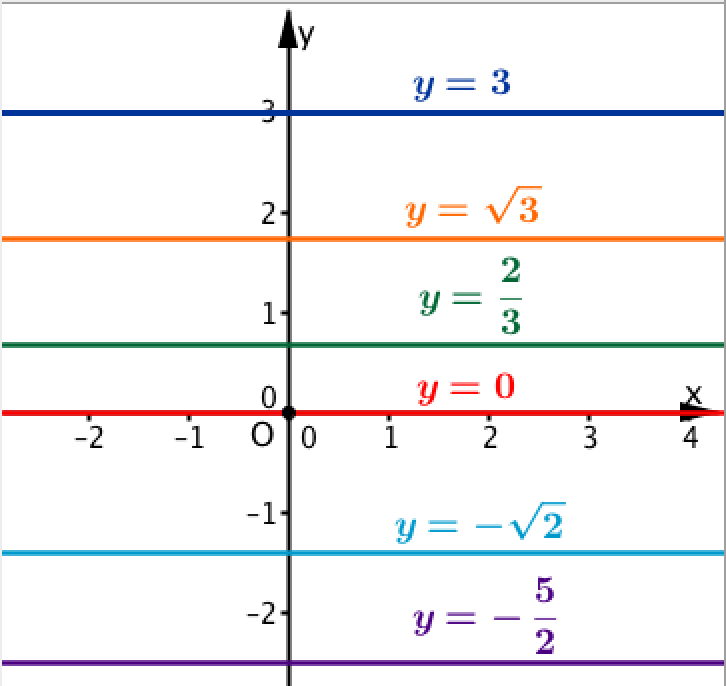 y
y = 3
3
y = √3
2
y = 2/3
1
y = 0
0
x
–2 –1 O 0 1 2 3 4
–1
y = −√2
–2
y = − 5/2